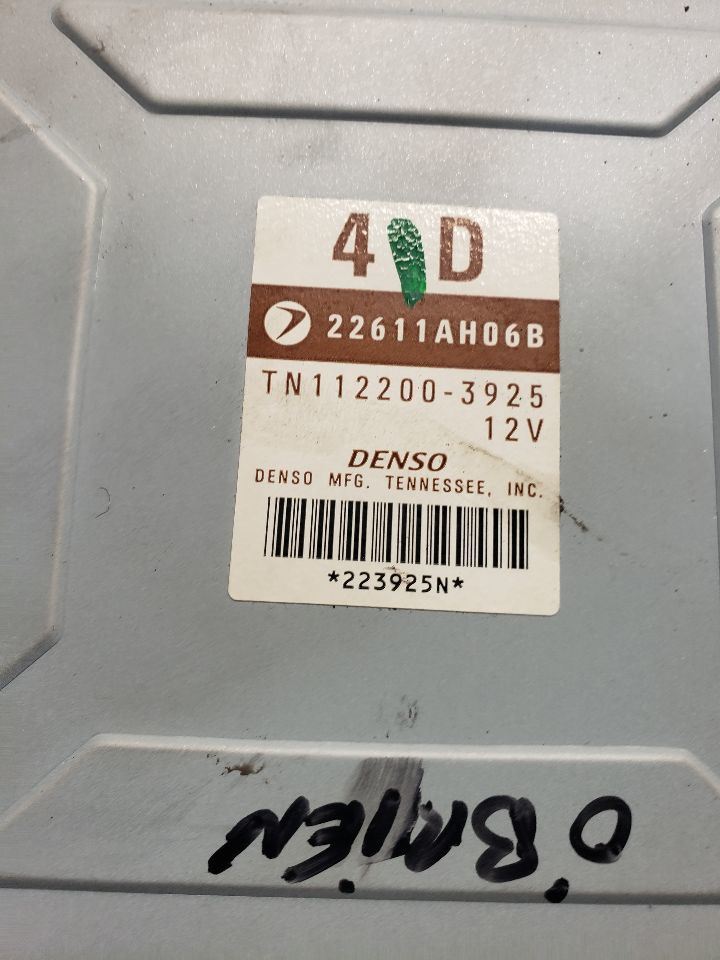 4 D
22611AH06B
TN112200-3925
12V
DENSO
DENSO MFG. TENNESSEE, INC.
*223925N*
O'BRIEN